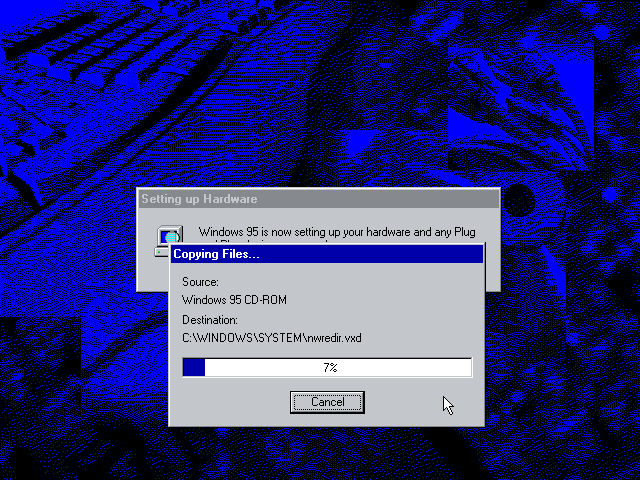 Setting up Hardware
Windows 95 is now setting up your hardware and any Plug
Copying Files...
Source:
Windows 95 CD-ROM
Destination:
C:\WINDOWS\SYSTEM\nwredir.vxd
7%
Cancel